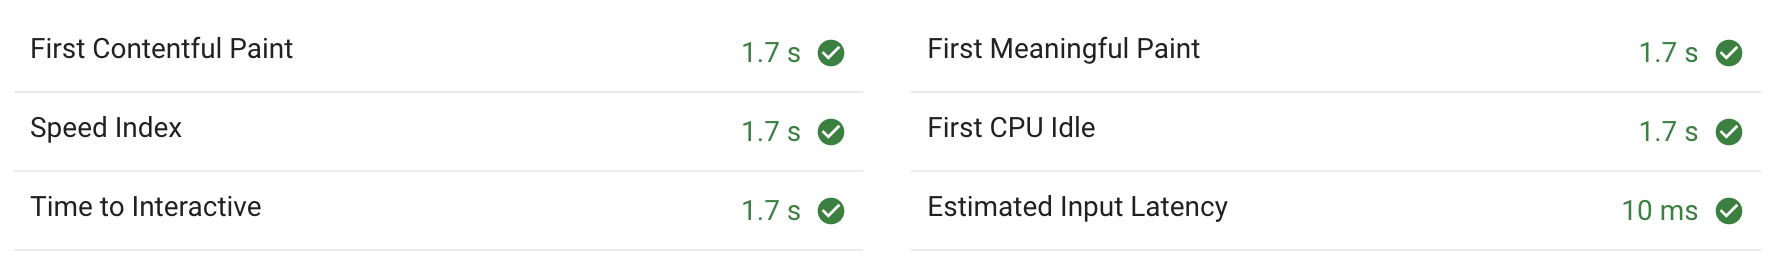 First Contentful Paint 1.7 s
First Meaningful Paint 1.7 s
Speed Index 1.7 s
First CPU Idle 1.7 s
Time to Interactive 1.7 s
Estimated Input Latency 10 ms